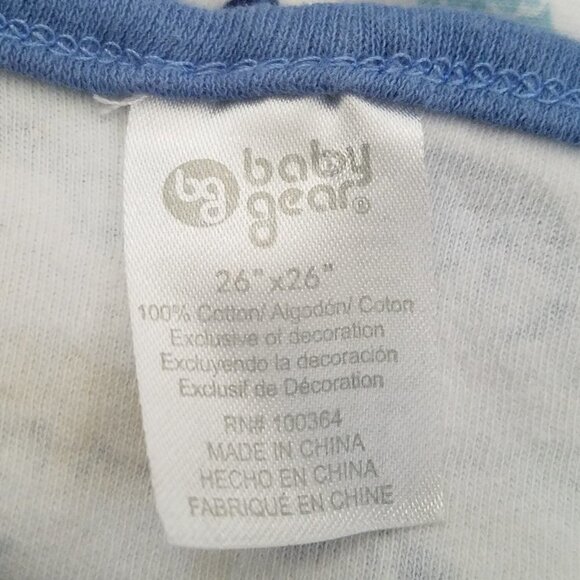 bg baby
gear®
26" x26"
100% Cotton/ Algodón/ Coton
Exclusive of decoration
Excluyendo la decoración
Exclusif de Décoration
RN# 100364
MADE IN CHINA
HECHO EN CHINA
FABRIQUÉ EN CHINE